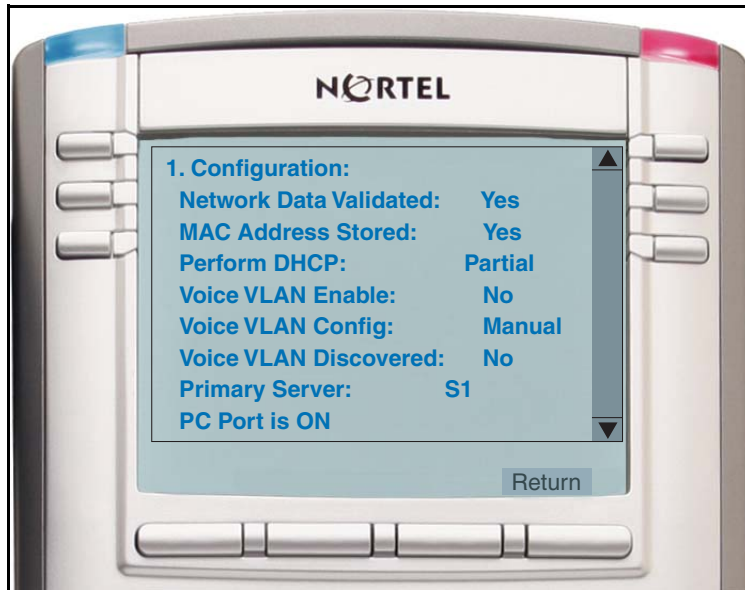 NORTEL
1. Configuration:
Network Data Validated: Yes
MAC Address Stored: Yes
Perform DHCP: Partial
Voice VLAN Enable: No
Voice VLAN Config: Manual
Voice VLAN Discovered: No
Primary Server: S1
PC Port is ON
Return